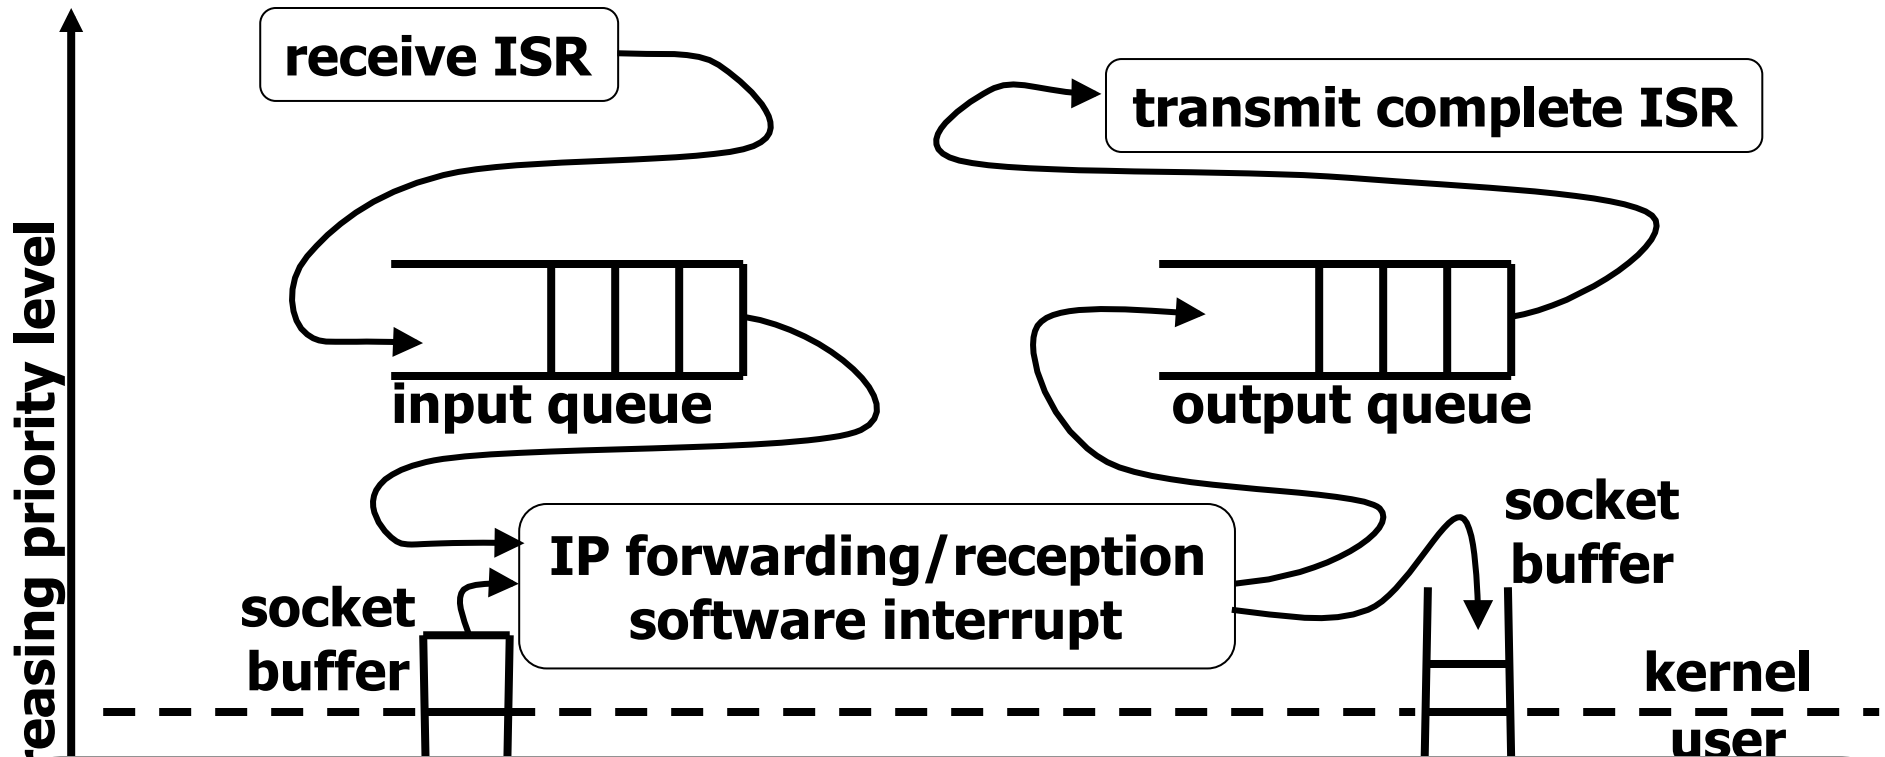 receive ISR
transmit complete ISR
priority level
input queue
output queue
IP forwarding/reception
software interrupt
socket
buffer
socket
buffer
kernel
user